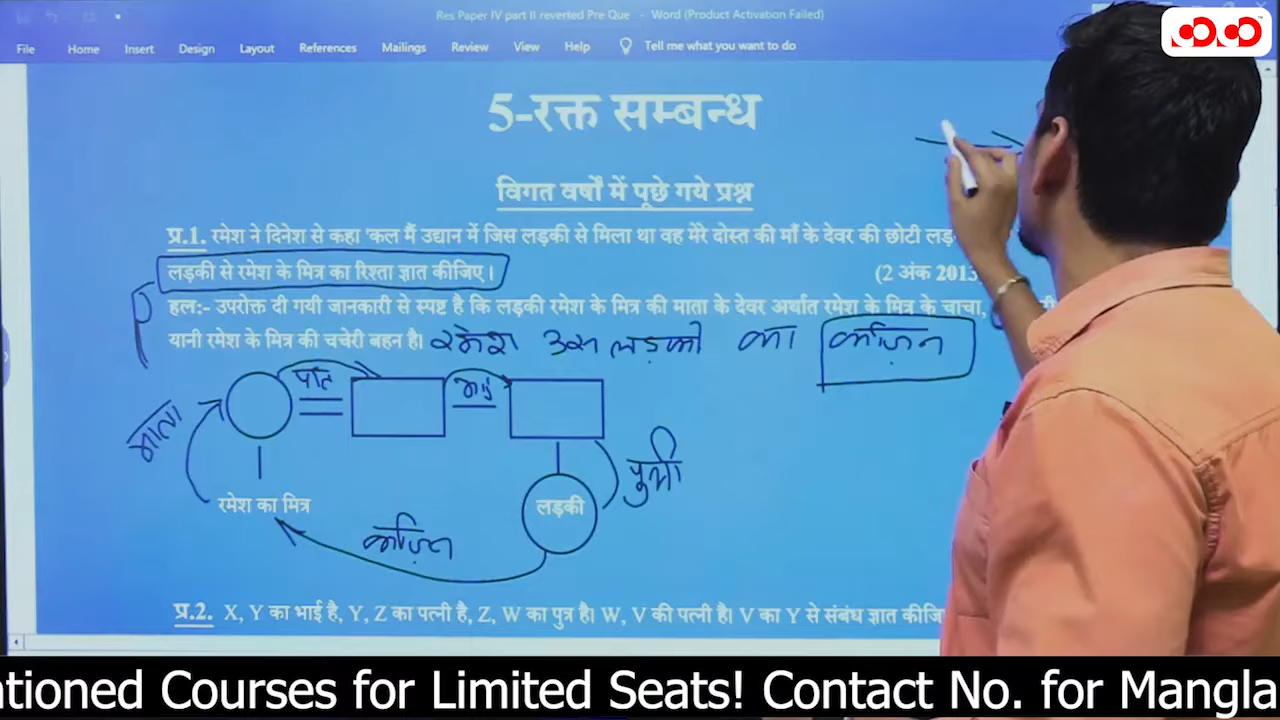 Res Paper IV part II reverted Pre Que - Word (Product Activation Failed)
File Home Insert Design Layout References Mailings Review View Help Tell me what you want to do
5-रक्त सम्बन्ध
विगत वर्षों में पूछे गये प्रश्न
प्र.1. रमेश ने दिनेश से कहा 'कल मैं उद्यान में जिस लड़की से मिला था वह मेरे दोस्त की माँ के देवर की छोटी
लड़की से रमेश के मित्र का रिश्ता ज्ञात कीजिए। (2 अंक 2013
हल:- उपरोक्त दी गयी जानकारी से स्पष्ट है कि लड़की रमेश के मित्र की माता के देवर अर्थात रमेश के मित्र के चाचा,
यानी रमेश के मित्र की चचेरी बहन है। रमेश उस लड़की का कज़िन
पति भाई
माता
पुत्री
रमेश का मित्र लड़की
कज़िन
प्र.2. X, Y का भाई है, Y, Z का पत्नी है, Z, W का पुत्र है। W, V की पत्नी है। V का Y से संबंध ज्ञात
ationed Courses for Limited Seats! Contact No. for Mangla